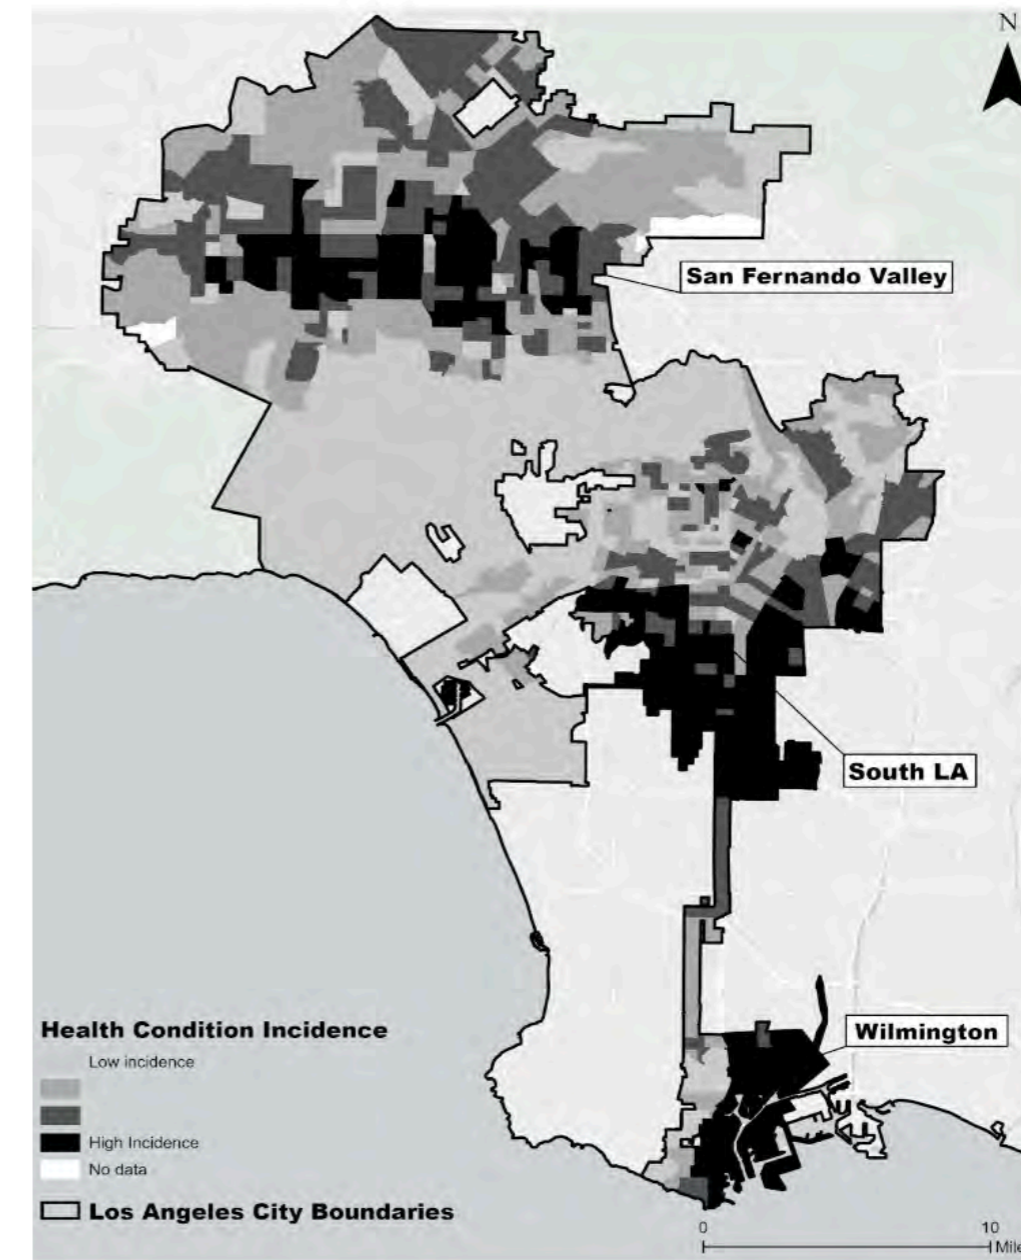 N
San Fernando Valley
South LA
Wilmington
Health Condition Incidence
Low incidence
High Incidence
No data
Los Angeles City Boundaries
0 10
Mile